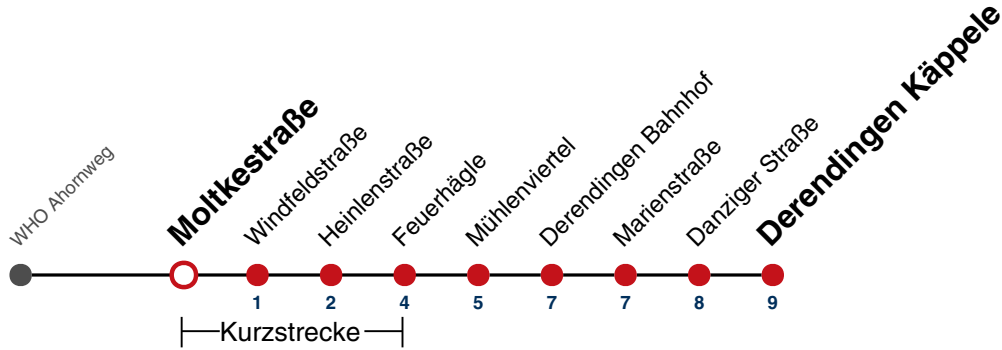 WHO Ahornweg
Moltkestraße
Windfeldstraße
Heinlenstraße
Feuerhägle
Mühlenviertel
Derendingen Bahnhof
Marienstraße
Danziger Straße
Derendingen Käppele
1 2 4 5 7 7 8 9
Kurzstrecke